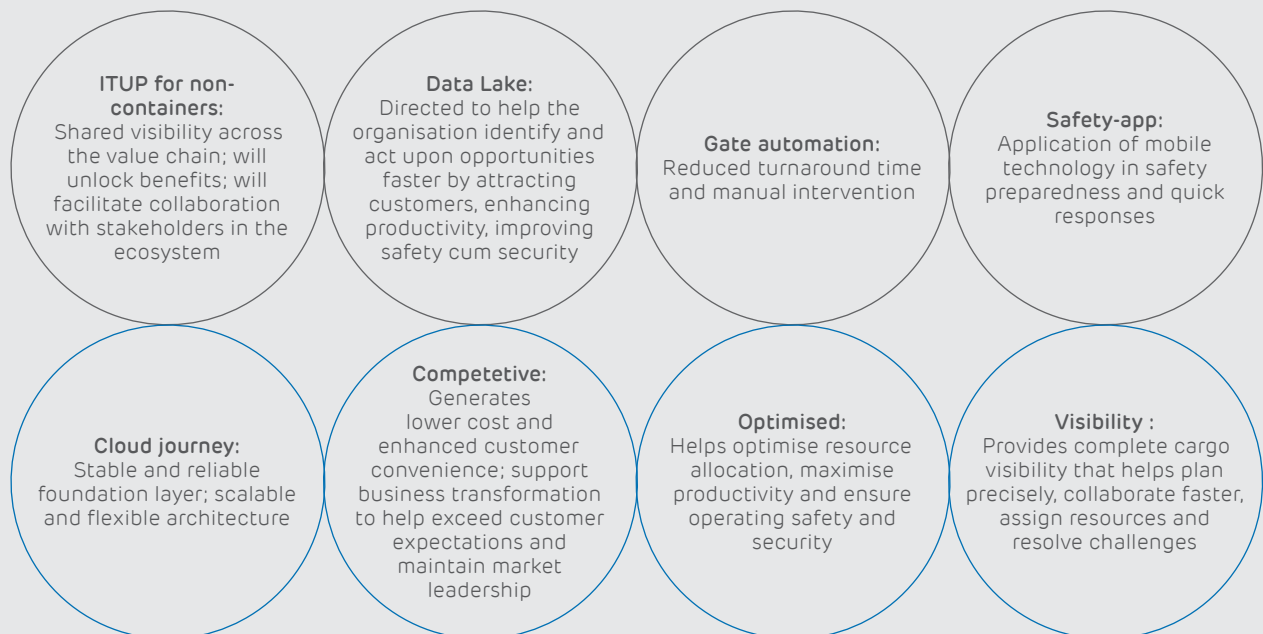 ITUP for non-
containers:
Shared visibility across
the value chain; will
unlock benefits; will
facilitate collaboration
with stakeholders in the
ecosystem
Data Lake:
Directed to help the
organisation identify and
act upon opportunities
faster by attracting
customers, enhancing
productivity, improving
safety cum security
Gate automation:
Reduced turnaround time
and manual intervention
Safety-app:
Application of mobile
technology in safety
preparedness and quick
responses
Cloud journey:
Stable and reliable
foundation layer; scalable
and flexible architecture
Competetive:
Generates
lower cost and
enhanced customer
convenience; support
business transformation
to help exceed customer
expectations and
maintain market
leadership
Optimised:
Helps optimise resource
allocation, maximise
productivity and ensure
operating safety and
security
Visibility :
Provides complete cargo
visibility that helps plan
precisely, collaborate faster,
assign resources and
resolve challenges